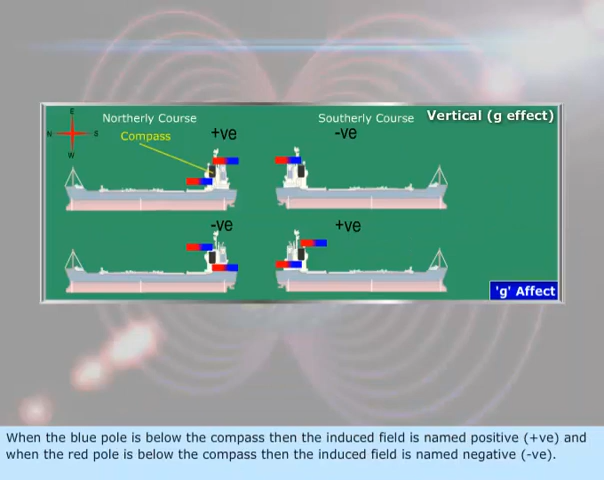 Northerly Course
Southerly Course
Vertical (g effect)
E
N
S
W
Compass
+ve
-ve
-ve
+ve
'g' Affect
When the blue pole is below the compass then the induced field is named positive (+ve) and
when the red pole is below the compass then the induced field is named negative (-ve).